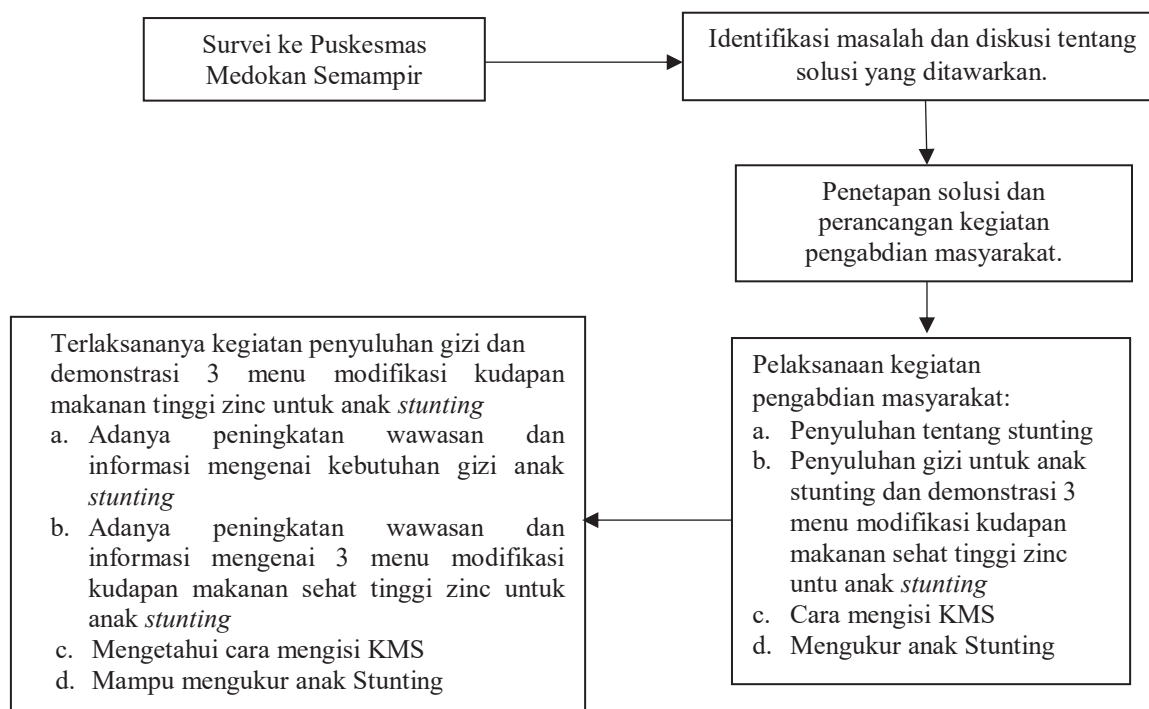 Survei ke Puskesmas
Medokan Semampir
Identifikasi masalah dan diskusi tentang
solusi yang ditawarkan.
Penetapan solusi dan
perancangan kegiatan
pengabdian masyarakat.
Pelaksanaan kegiatan
pengabdian masyarakat:
a. Penyuluhan tentang stunting
b. Penyuluhan gizi untuk anak
stunting dan demonstrasi 3
menu modifikasi kudapan
makanan sehat tinggi zinc
untu anak stunting
c. Cara mengisi KMS
d. Mengukur anak Stunting
Terlaksananya kegiatan penyuluhan gizi dan
demonstrasi 3 menu modifikasi kudapan
makanan tinggi zinc untuk anak stunting
a. Adanya peningkatan wawasan dan
informasi mengenai kebutuhan gizi anak
stunting
b. Adanya peningkatan wawasan dan
informasi mengenai 3 menu modifikasi
kudapan makanan sehat tinggi zinc untuk
anak stunting
c. Mengetahui cara mengisi KMS
d. Mampu mengukur anak Stunting